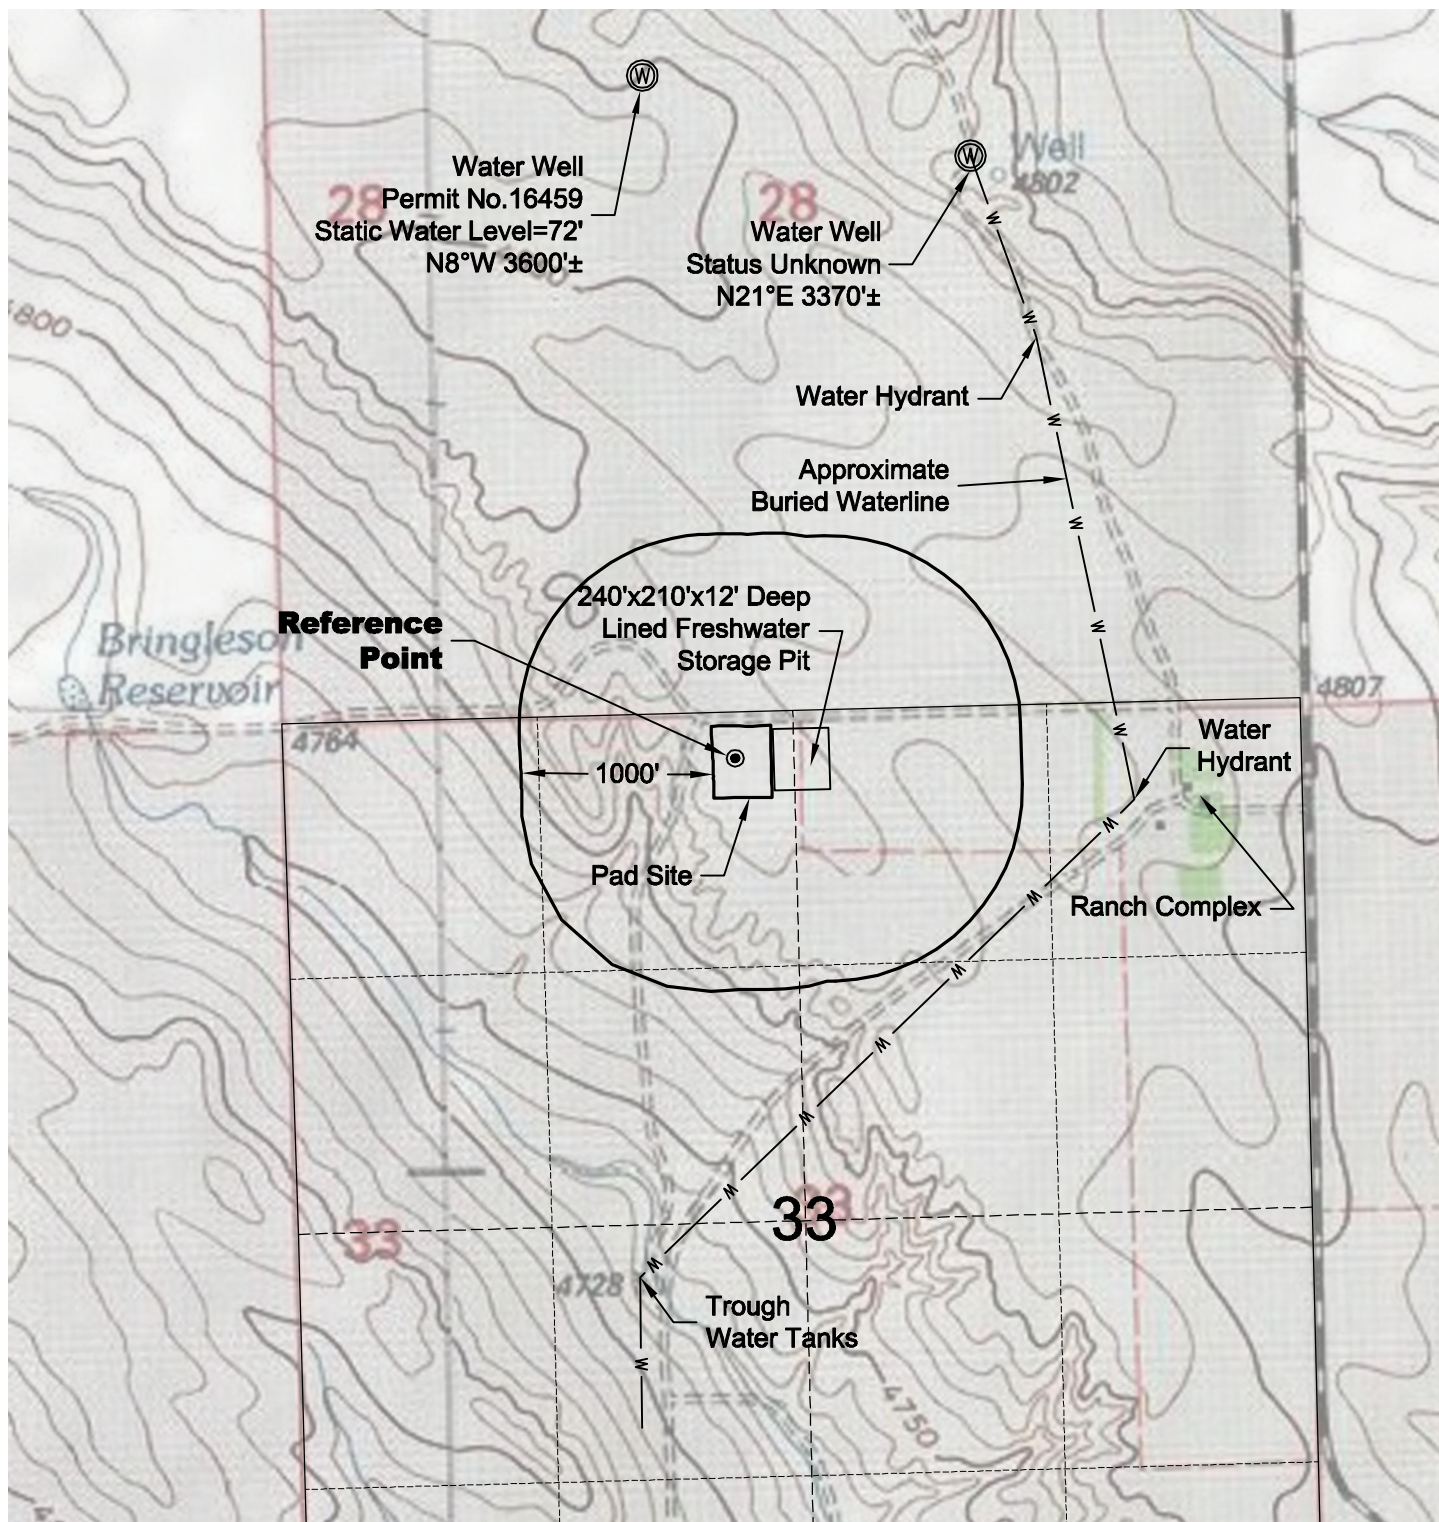 W
W
Well
4802
28
28
Water Well
Permit No.16459
Static Water Level=72'
N8°W 3600'±
Water Well
Status Unknown
N21°E 3370'±
W
W
Water Hydrant
W
Approximate
Buried Waterline
W
W
240'x210'x12' Deep
Lined Freshwater
Storage Pit
Reference
Point
Bringleson
Reservoir
4807
4764
W
Water
Hydrant
1000'
W
Pad Site
Ranch Complex
W
W
W
W
W
33
33
33
W
4728
Trough
Water Tanks
W
4750